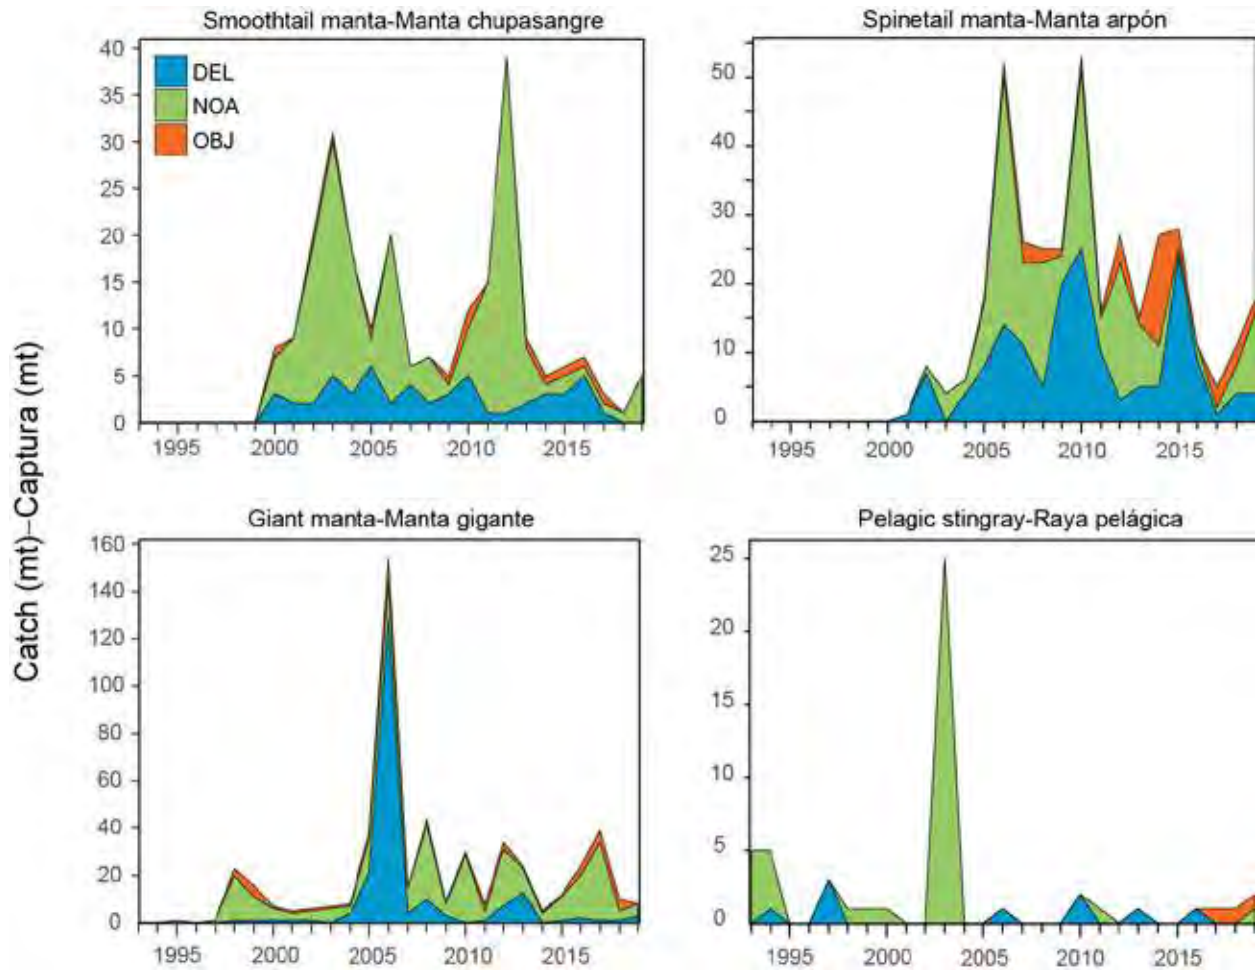 Smoothtail manta-Manta chupasangre
40
35
30
25
20
15
10
5
0
DEL
NOA
OBJ
1995 2000 2005 2010 2015
Spinetail manta-Manta arpón
50
40
30
20
10
0
1995 2000 2005 2010 2015
Catch (mt)–Captura (mt)
Giant manta-Manta gigante
160
140
120
100
80
60
40
20
0
1995 2000 2005 2010 2015
Pelagic stingray-Raya pelágica
25
20
15
10
5
0
1995 2000 2005 2010 2015